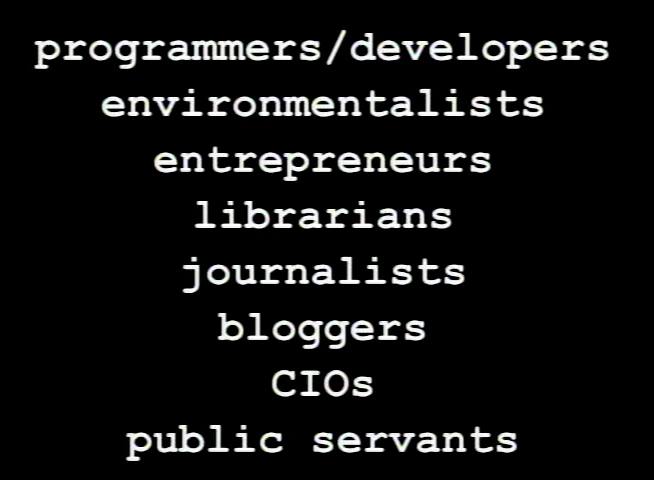 programmers/developers
environmentalists
entrepreneurs
librarians
journalists
bloggers
CIOs
public servants